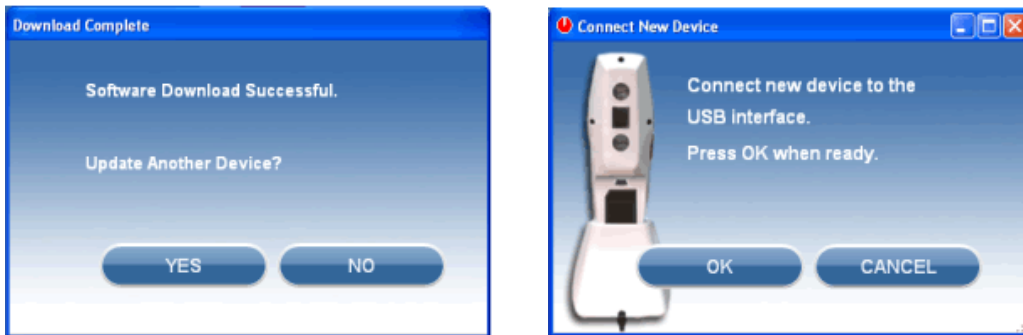 Download Complete
Software Download Successful.
Update Another Device?
YES
NO
Connect New Device
Connect new device to the
USB interface.
Press OK when ready.
OK
CANCEL